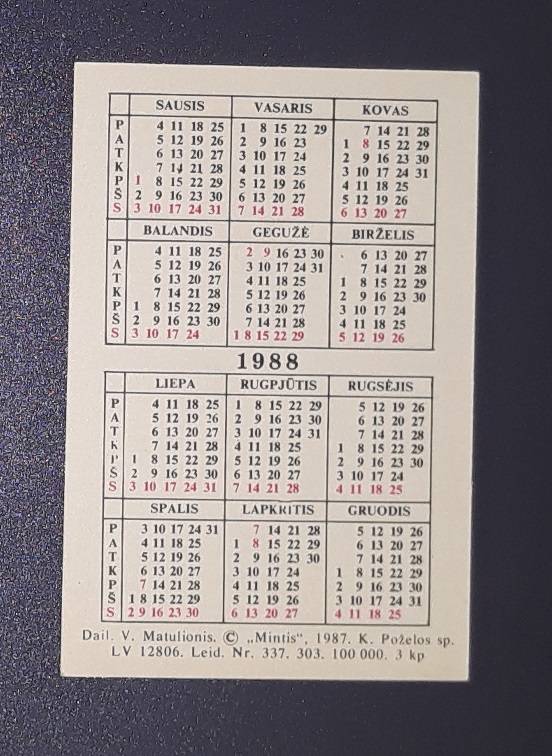 SAUSIS VASARIS KOVAS
P 4 11 18 25 1 8 15 22 29 7 14 21 28
A 5 12 19 26 2 9 16 23 1 8 15 22 29
T 6 13 20 27 3 10 17 24 2 9 16 23 30
K 7 14 21 28 4 11 18 25 3 10 17 24 31
P 1 8 15 22 29 5 12 19 26 4 11 18 25
Š 2 9 16 23 30 6 13 20 27 5 12 19 26
S 3 10 17 24 31 7 14 21 28 6 13 20 27
BALANDIS GEGUŽĖ BIRŽELIS
P 4 11 18 25 2 9 16 23 30 6 13 20 27
A 5 12 19 26 3 10 17 24 31 7 14 21 28
T 6 13 20 27 4 11 18 25 1 8 15 22 29
K 7 14 21 28 5 12 19 26 2 9 16 23 30
P 1 8 15 22 29 6 13 20 27 3 10 17 24
Š 2 9 16 23 30 7 14 21 28 4 11 18 25
S 3 10 17 24 1 8 15 22 29 5 12 19 26
1988
LIEPA RUGPJŪTIS RUGSĖJIS
P 4 11 18 25 1 8 15 22 29 5 12 19 26
A 5 12 19 26 2 9 16 23 30 6 13 20 27
T 6 13 20 27 3 10 17 24 31 7 14 21 28
K 7 14 21 28 4 11 18 25 1 8 15 22 29
P 1 8 15 22 29 5 12 19 26 2 9 16 23 30
Š 2 9 16 23 30 6 13 20 27 3 10 17 24
S 3 10 17 24 31 7 14 21 28 4 11 18 25
SPALIS LAPKRITIS GRUODIS
P 3 10 17 24 31 7 14 21 28 5 12 19 26
A 4 11 18 25 1 8 15 22 29 6 13 20 27
T 5 12 19 26 2 9 16 23 30 7 14 21 28
K 6 13 20 27 3 10 17 24 1 8 15 22 29
P 7 14 21 28 4 11 18 25 2 9 16 23 30
Š 1 8 15 22 29 5 12 19 26 3 10 17 24 31
S 2 9 16 23 30 6 13 20 27 4 11 18 25
Dail. V. Matulionis. © „Mintis“, 1987. K. Poželos sp.
LV 12806. Leid. Nr. 337. 303. 100 000. 3 kp